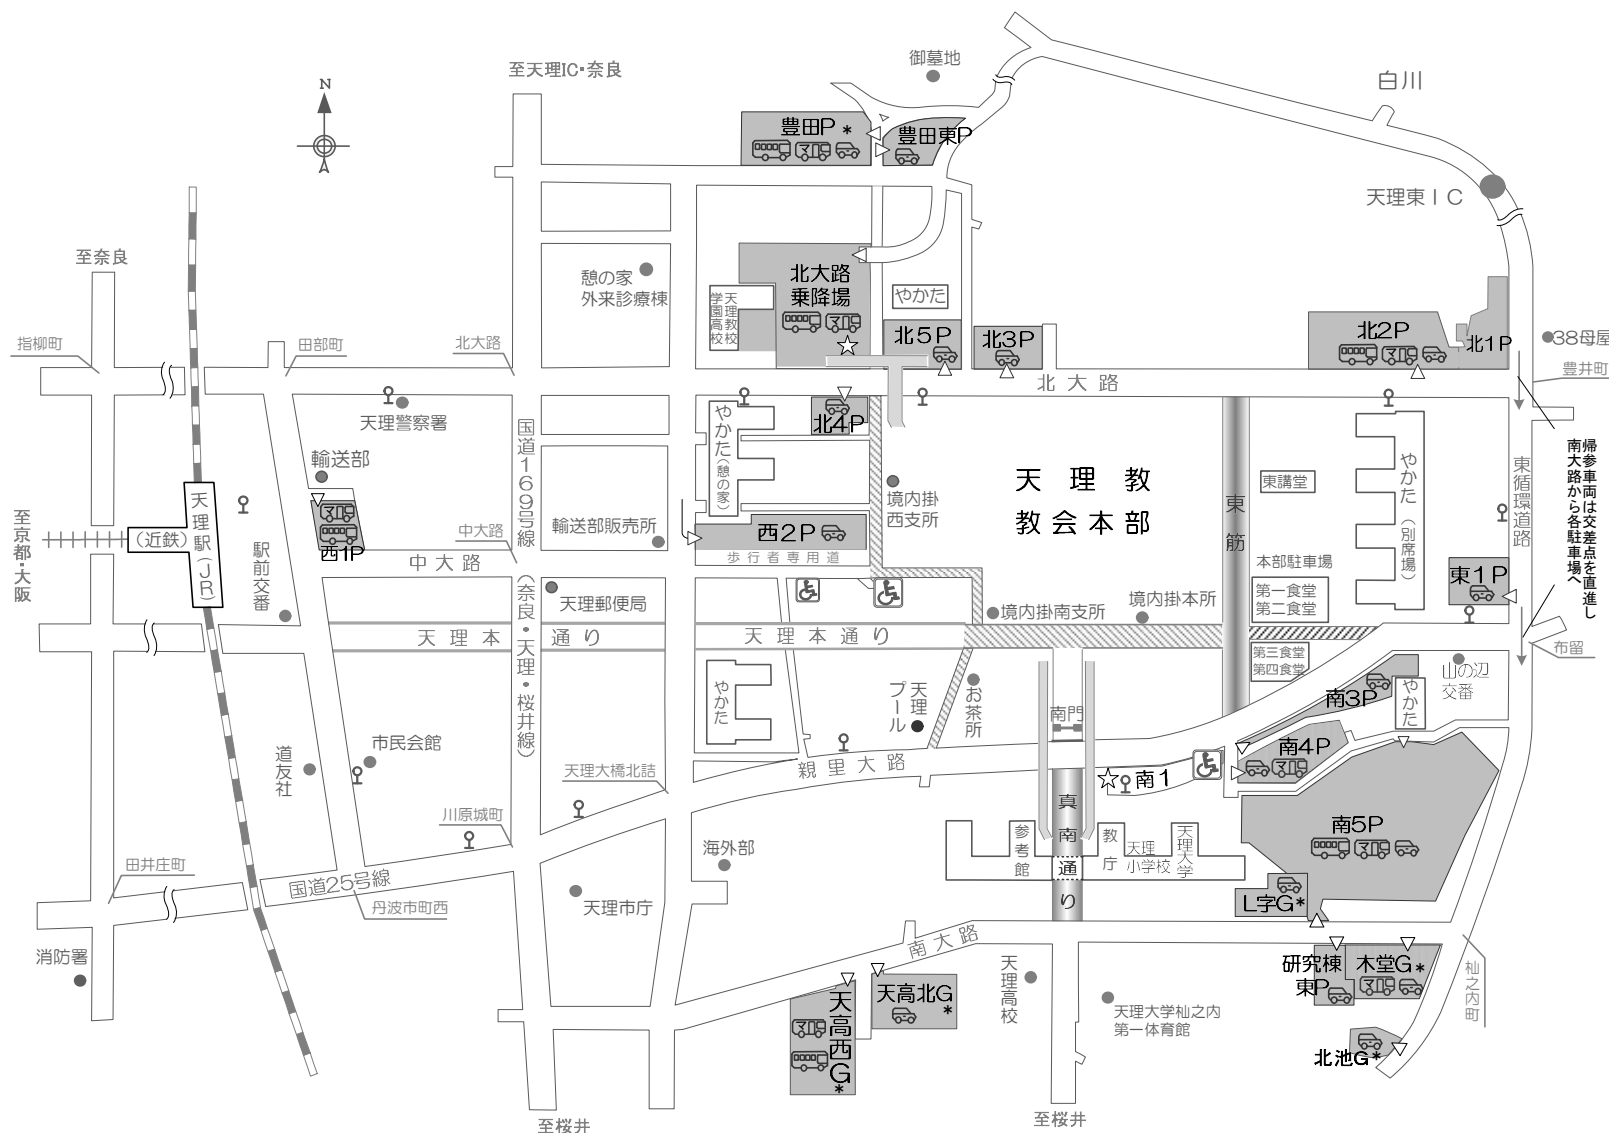 至天理IC・奈良
御墓地
白川
N
豊田P *
豊田東P
マ
天理東IC
至奈良
憩の家
外来診療棟
天理教校
学園高校
北大路
乗降場
マ
やかた
北5P
北3P
北2P
マ
北1P
38母屋
豊井町
指柳町
田部町
北大路
北大路
天理警察署
やかた(憩の家)
北4P
国道169号線
(奈良・天理・桜井線)
輸送部
マ
西1P
境内掛
西支所
天理教
教会本部
東筋
東講堂
やかた(別席場)
東循環道路
帰参車両は交差点を直進し
南大路から各駐車場へ
至京都・大阪
(近鉄)
天理駅(JR)
駅前交番
中大路
中大路
輸送部販売所
西2P
歩行者専用道
本部駐車場
第一食堂
第二食堂
東1P
天理郵便局
境内掛南支所
境内掛本所
天理本通り
天理本通り
第三食堂
第四食堂
布留
山の辺
交番
やかた
天理
プール
お茶所
南門
南3P
やかた
南4P
マ
市民会館
道友社
天理大橋北詰
親里大路
南1
川原城町
真南通り
南5P
マ
参考館
教庁
天理
小学校
天理大学
海外部
田井庄町
国道25号線
丹波市町西
天理市庁
L字G*
南大路
消防署
天理高校
研究棟
東P
木堂G*
マ
杣之内町
天高北G
*
天高西G
*
マ
天理大学杣之内
第一体育館
北池G*
至桜井
至桜井